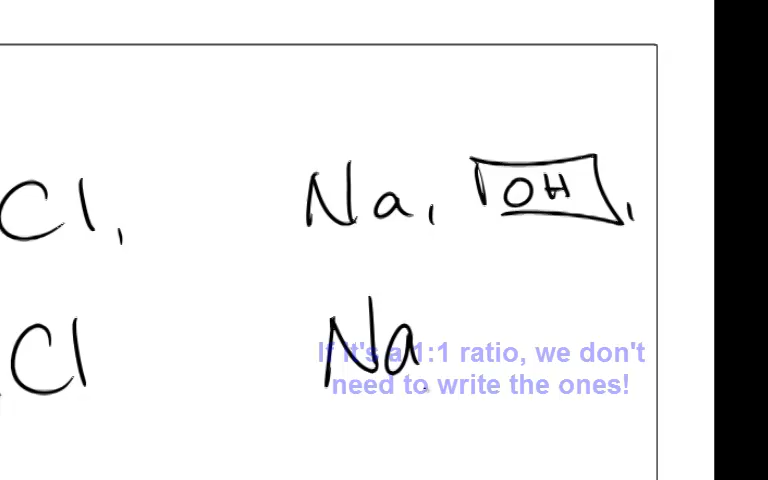 Cl₁ Na₁ OH₁
Cl Na
If it's a 1:1 ratio, we don't
need to write the ones!